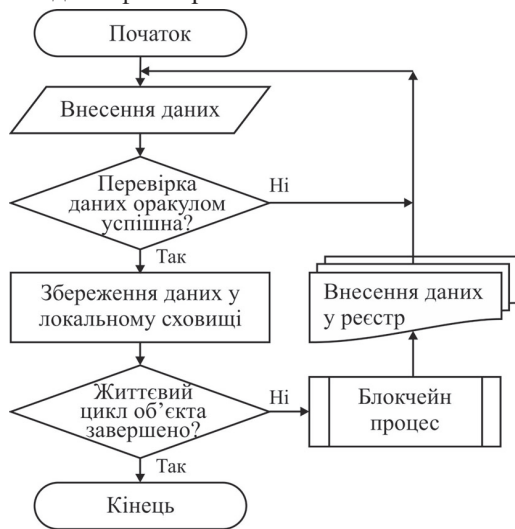 Початок
Внесення даних
Перевірка
даних оракулом
успішна?
Ні
Так
Збереження даних у
локальному сховищі
Внесення даних
у реєстр
Життєвий
цикл об’єкта
завершено?
Ні
Блокчейн
процес
Так
Кінець